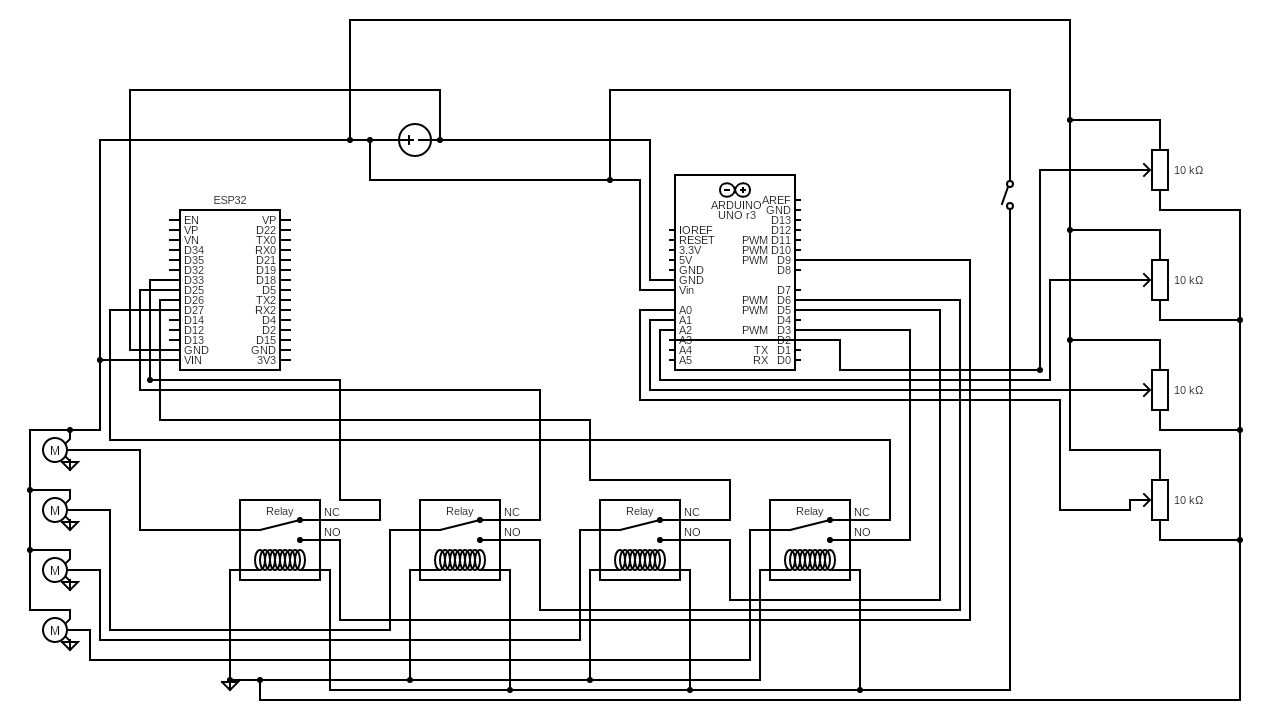 ESP32
EN VP
VP D22
VN TX0
D34 RX0
D35 D21
D32 D19
D33 D18
D25 D5
D26 TX2
D27 RX2
D14 D4
D12 D2
D13 D15
GND GND
VIN 3V3
ARDUINO
UNO r3
AREF
GND
D13
IOREF D12
RESET PWM D11
3.3V PWM D10
5V PWM D9
GND D8
GND
Vin D7
PWM D6
A0 PWM D5
A1 D4
A2 PWM D3
A3 D2
A4 TX D1
A5 RX D0
10 kΩ
10 kΩ
10 kΩ
10 kΩ
M
M
M
M
Relay NC
NO
Relay NC
NO
Relay NC
NO
Relay NC
NO